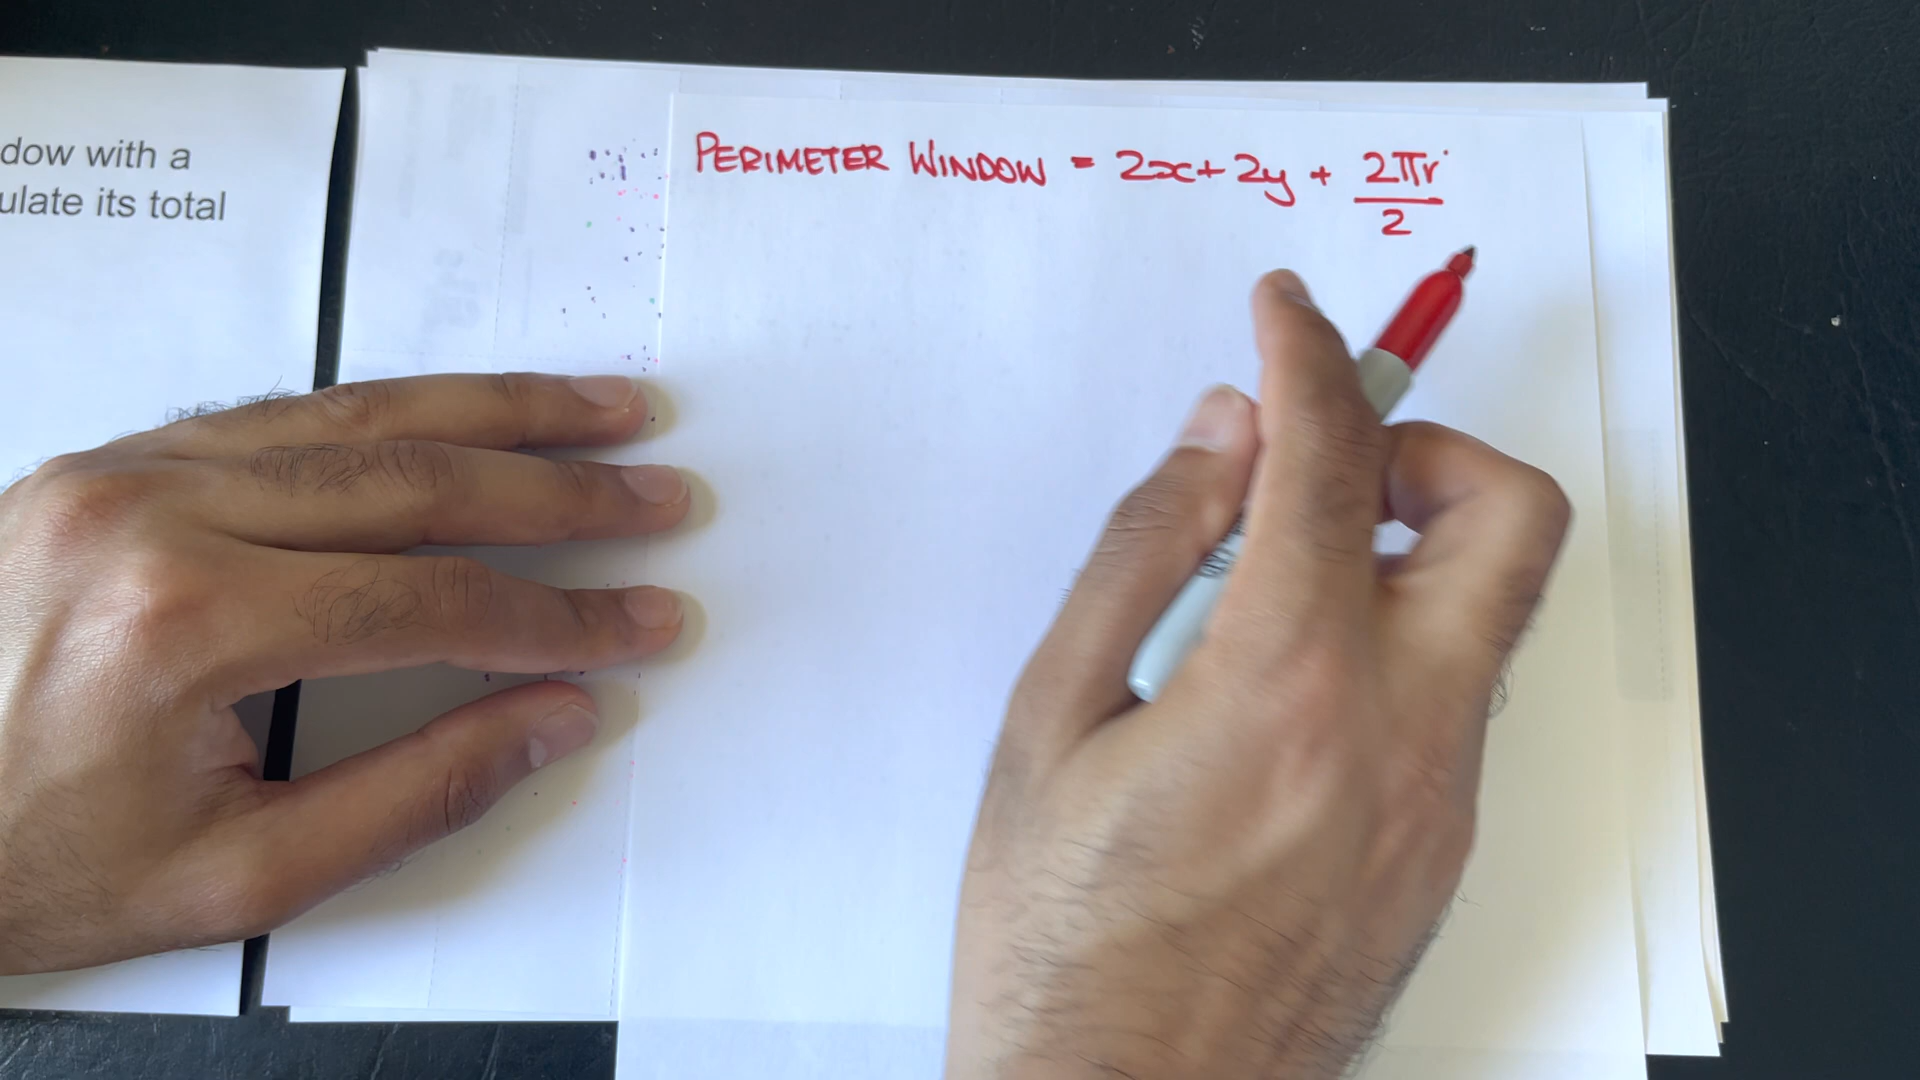 dow with a
ulate its total
PERIMETER WINDOW = 2x + 2y + 2πr
2